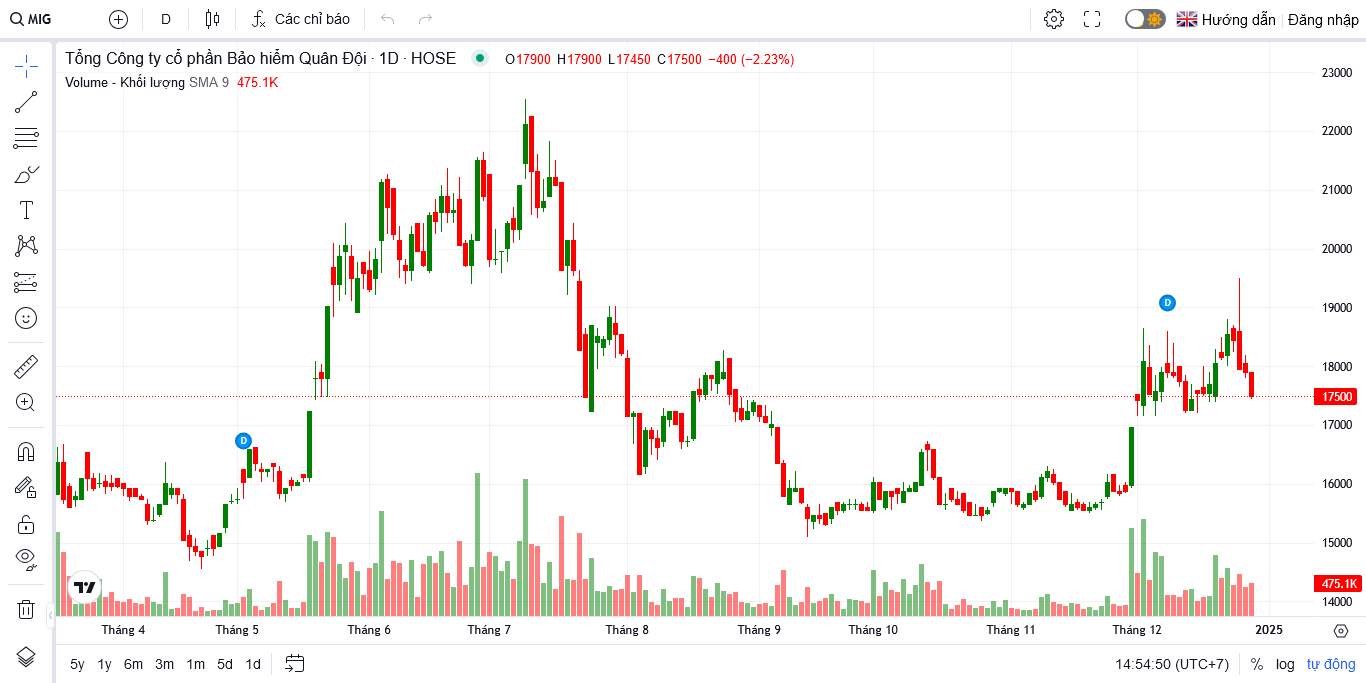 MIG D Các chỉ báo Hướng dẫn Đăng nhập
Tổng Công ty cổ phần Bảo hiểm Quân Đội · 1D · HOSE O17900 H17900 L17450 C17500 −400 (−2.23%)
Volume - Khối lượng SMA 9 475.1K
23000
22000
21000
20000
19000
D
18000
17500
17000
D
16000
15000
475.1K
14000
Tháng 4 Tháng 5 Tháng 6 Tháng 7 Tháng 8 Tháng 9 Tháng 10 Tháng 11 Tháng 12 2025
5y 1y 6m 3m 1m 5d 1d 14:54:50 (UTC+7) % log tự động